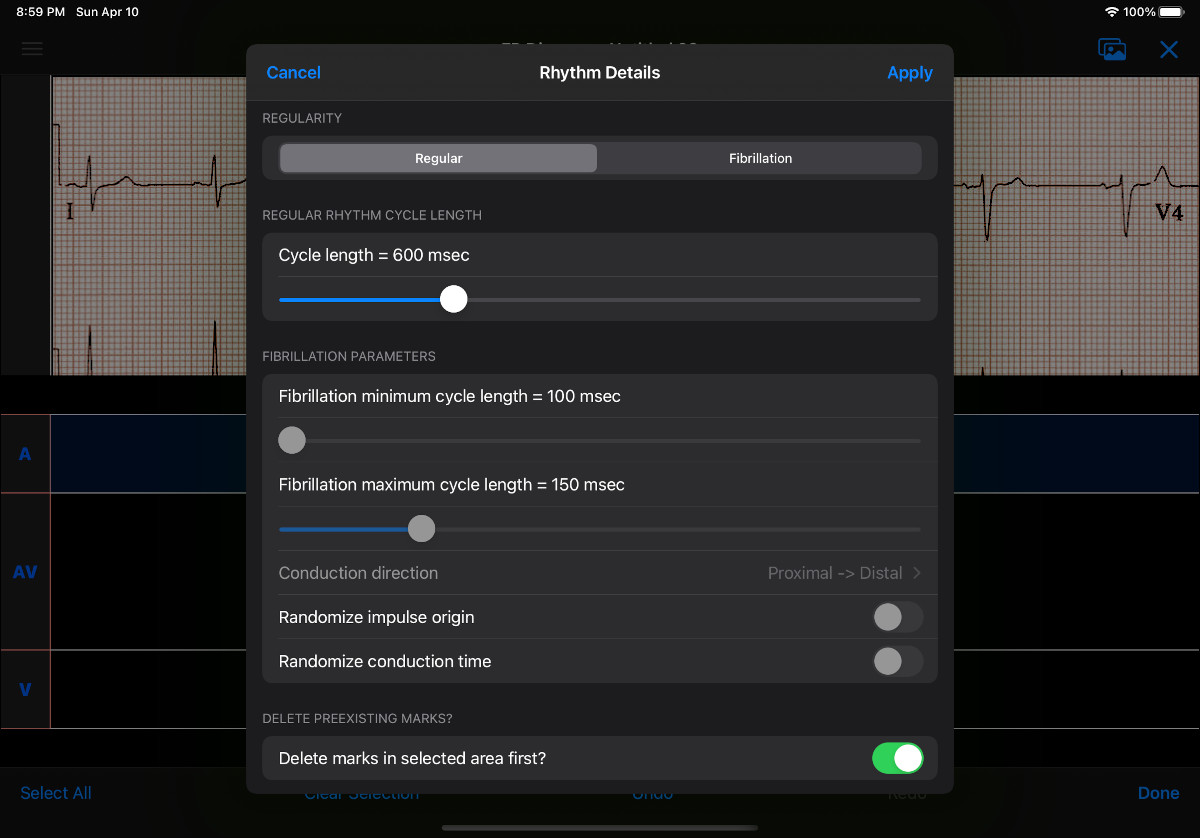 8:59 PM Sun Apr 10
100%
Cancel
Rhythm Details
Apply
REGULARITY
Regular
Fibrillation
I
V4
REGULAR RHYTHM CYCLE LENGTH
Cycle length = 600 msec
FIBRILLATION PARAMETERS
Fibrillation minimum cycle length = 100 msec
A
Fibrillation maximum cycle length = 150 msec
AV
Conduction direction
Proximal -> Distal
Randomize impulse origin
Randomize conduction time
V
DELETE PREEXISTING MARKS?
Delete marks in selected area first?
Select All
Clear Selection
Undo
Redo
Done